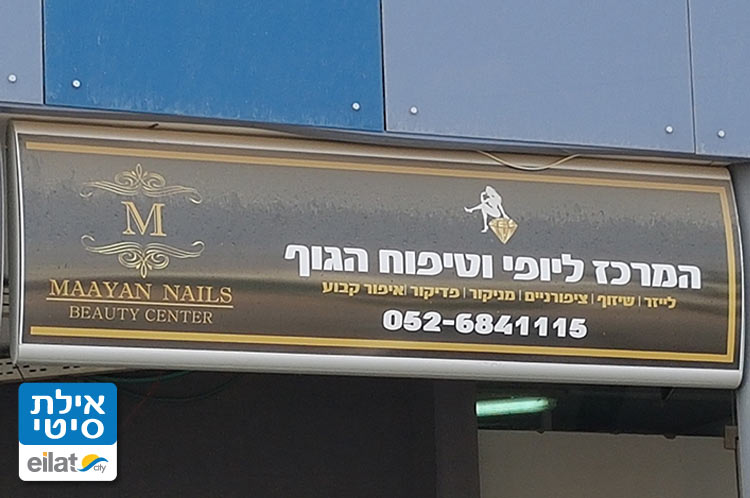 M
MAAYAN NAILS
BEAUTY CENTER
המרכז ליופי וטיפוח הגוף
לייזר | שיזוף | ציפורניים | מניקור | פדיקור | איפור קבוע
052-6841115
אילת
סיטי
eilat city